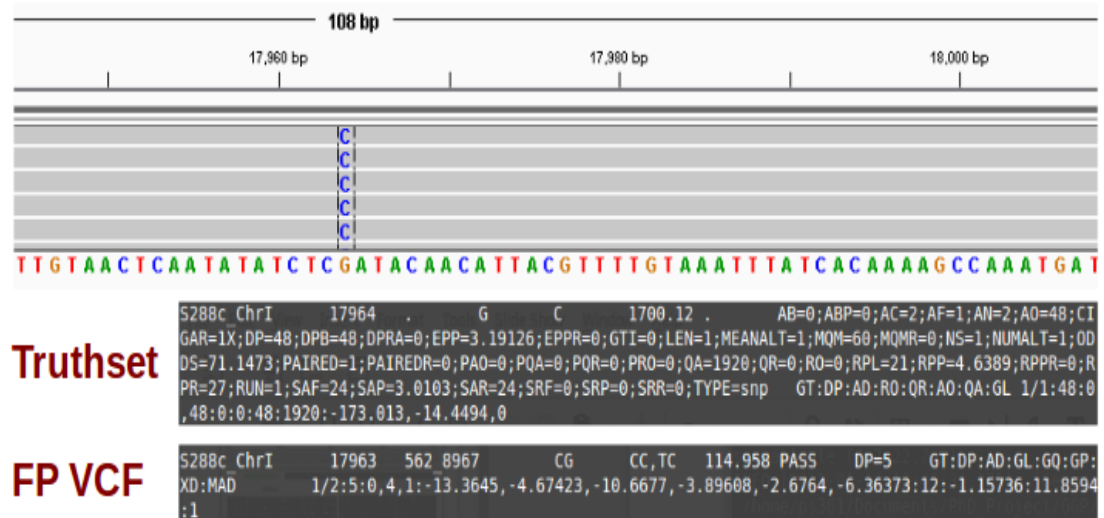 108 bp
17,960 bp 17,980 bp 18,000 bp
C
C
C
C
C
TTGTAACTCAATATATCTCGATACAACATTACGTTTTGTAAATTTATCACAAAAGCCAAATGAT
Truthset
S288c_ChrI 17964 . G C 1700.12 . AB=0;ABP=0;AC=2;AF=1;AN=2;AO=48;CI
GAR=1X;DP=48;DPB=48;DPRA=0;EPP=3.19126;EPPR=0;GTI=0;LEN=1;MEANALT=1;MQM=60;MQMR=0;NS=1;NUMALT=1;OD
DS=71.1473;PAIRED=1;PAIREDR=0;PAO=0;PQA=0;PQR=0;PRO=0;QA=1920;QR=0;RO=0;RPL=21;RPP=4.6389;RPPR=0;R
PR=27;RUN=1;SAF=24;SAP=3.0103;SAR=24;SRF=0;SRP=0;SRR=0;TYPE=snp GT:DP:AD:RO:QR:AO:QA:GL 1/1:48:0
,48:0:0:48:1920:-173.013,-14.4494,0
FP VCF
S288c_ChrI 17963 562_8967 CG CC,TC 114.958 PASS DP=5 GT:DP:AD:GL:GQ:GP:
XD:MAD 1/2:5:0,4,1:-13.3645,-4.67423,-10.6677,-3.89608,-2.6764,-6.36373:12:-1.15736:11.8594
:1